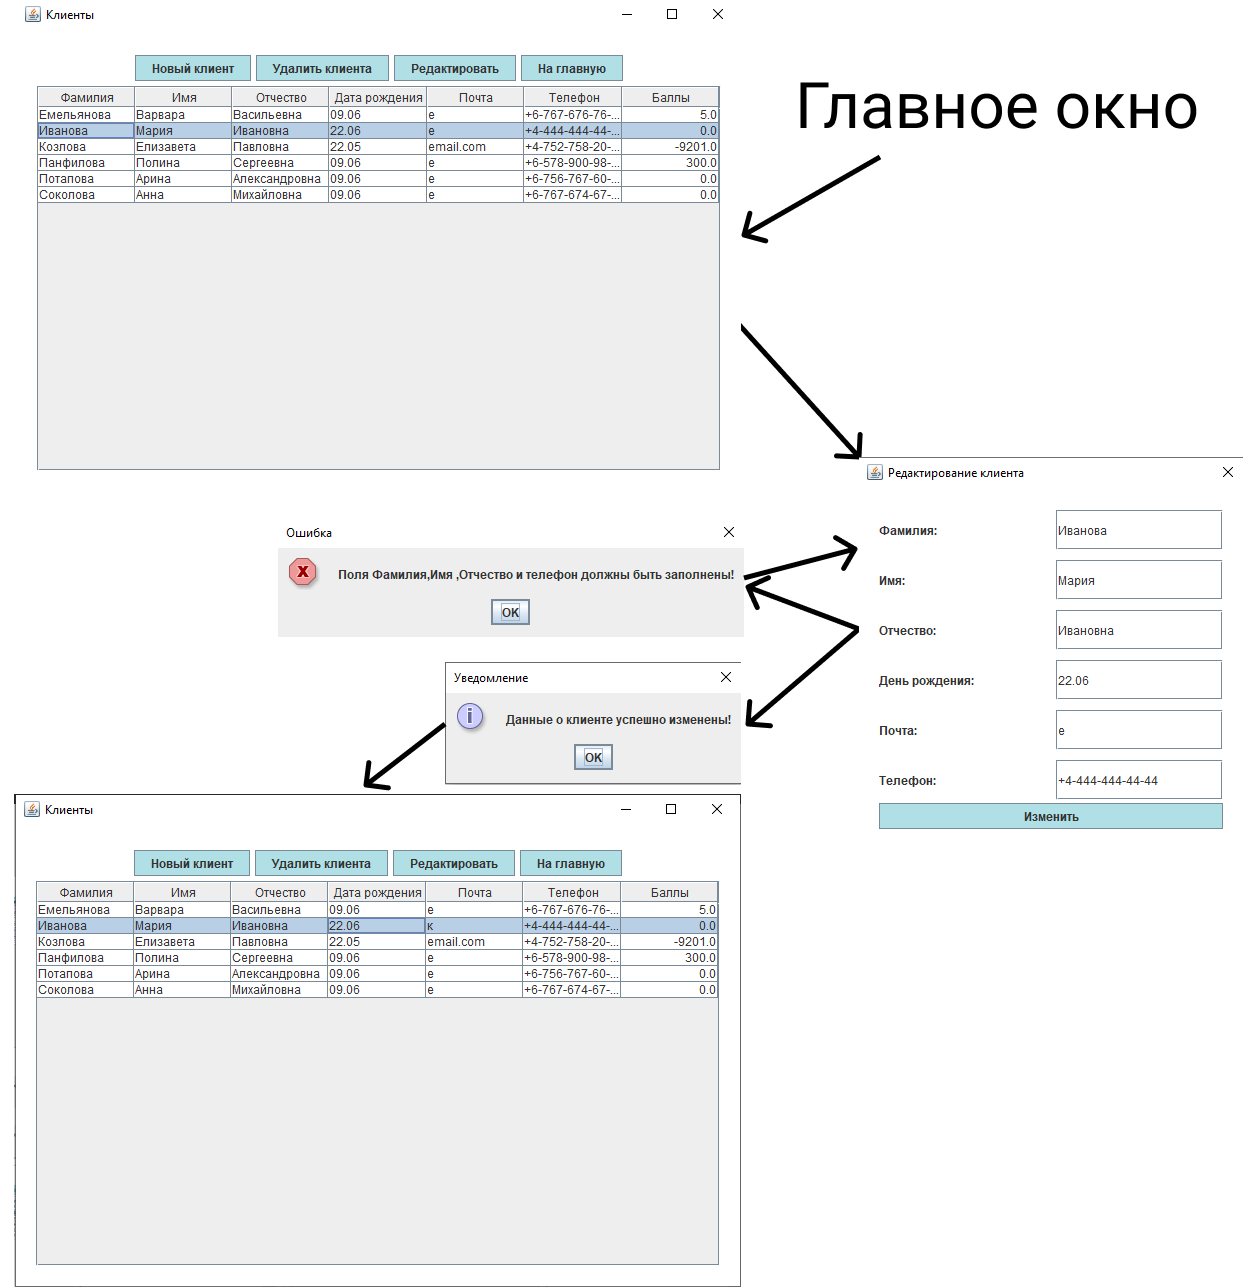 Клиенты
Новый клиент Удалить клиента Редактировать На главную
Фамилия Имя Отчество Дата рождения Почта Телефон Баллы
Емельянова Варвара Васильевна 09.06 е +6-767-676-76-... 5.0
Иванова Мария Ивановна 22.06 е +4-444-444-44-... 0.0
Козлова Елизавета Павловна 22.05 email.com +4-752-758-20-... -9201.0
Панфилова Полина Сергеевна 09.06 е +6-578-900-98-... 300.0
Потапова Арина Александровна 09.06 е +6-756-767-60-... 0.0
Соколова Анна Михайловна 09.06 е +6-767-674-67-... 0.0
Главное окно
Редактирование клиента
Фамилия: Иванова
Имя: Мария
Отчество: Ивановна
День рождения: 22.06
Почта: е
Телефон: +4-444-444-44-44
Изменить
Ошибка
Поля Фамилия,Имя ,Отчество и телефон должны быть заполнены!
OK
Уведомление
Данные о клиенте успешно изменены!
OK
Клиенты
Новый клиент Удалить клиента Редактировать На главную
Фамилия Имя Отчество Дата рождения Почта Телефон Баллы
Емельянова Варвара Васильевна 09.06 е +6-767-676-76-... 5.0
Иванова Мария Ивановна 22.06 к +4-444-444-44-... 0.0
Козлова Елизавета Павловна 22.05 email.com +4-752-758-20-... -9201.0
Панфилова Полина Сергеевна 09.06 е +6-578-900-98-... 300.0
Потапова Арина Александровна 09.06 е +6-756-767-60-... 0.0
Соколова Анна Михайловна 09.06 е +6-767-674-67-... 0.0